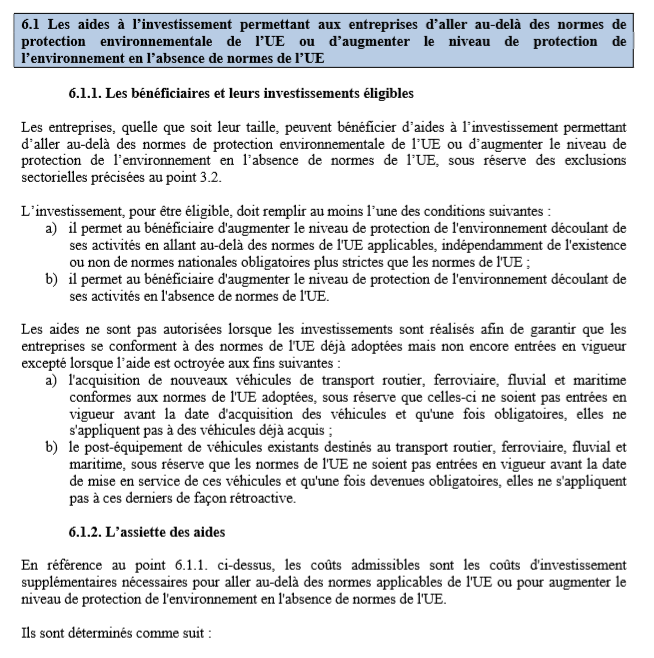 6.1 Les aides à l’investissement permettant aux entreprises d’aller au-delà des normes de
protection environnementale de l’UE ou d’augmenter le niveau de protection de
l’environnement en l’absence de normes de l’UE
6.1.1. Les bénéficiaires et leurs investissements éligibles
Les entreprises, quelle que soit leur taille, peuvent bénéficier d’aides à l’investissement permettant
d’aller au-delà des normes de protection environnementale de l’UE ou d’augmenter le niveau de
protection de l’environnement en l’absence de normes de l’UE, sous réserve des exclusions
sectorielles précisées au point 3.2.
L’investissement, pour être éligible, doit remplir au moins l’une des conditions suivantes :
a) il permet au bénéficiaire d'augmenter le niveau de protection de l'environnement découlant de
ses activités en allant au-delà des normes de l'UE applicables, indépendamment de l'existence
ou non de normes nationales obligatoires plus strictes que les normes de l'UE ;
b) il permet au bénéficiaire d'augmenter le niveau de protection de l'environnement découlant de
ses activités en l'absence de normes de l'UE.
Les aides ne sont pas autorisées lorsque les investissements sont réalisés afin de garantir que les
entreprises se conforment à des normes de l'UE déjà adoptées mais non encore entrées en vigueur
excepté lorsque l’aide est octroyée aux fins suivantes :
a) l'acquisition de nouveaux véhicules de transport routier, ferroviaire, fluvial et maritime
conformes aux normes de l'UE adoptées, sous réserve que celles-ci ne soient pas entrées en
vigueur avant la date d'acquisition des véhicules et qu'une fois obligatoires, elles ne
s'appliquent pas à des véhicules déjà acquis ;
b) le post-équipement de véhicules existants destinés au transport routier, ferroviaire, fluvial et
maritime, sous réserve que les normes de l'UE ne soient pas entrées en vigueur avant la date
de mise en service de ces véhicules et qu'une fois devenues obligatoires, elles ne s'appliquent
pas à ces derniers de façon rétroactive.
6.1.2. L’assiette des aides
En référence au point 6.1.1. ci-dessus, les coûts admissibles sont les coûts d'investissement
supplémentaires nécessaires pour aller au-delà des normes applicables de l'UE ou pour augmenter le
niveau de protection de l'environnement en l'absence de normes de l'UE.
Ils sont déterminés comme suit :